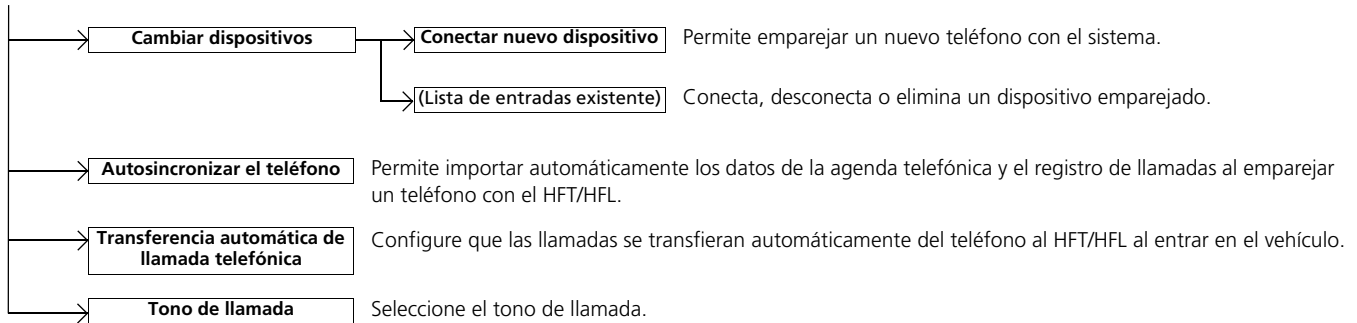 Cambiar dispositivos
Conectar nuevo dispositivo
Permite emparejar un nuevo teléfono con el sistema.
(Lista de entradas existente)
Conecta, desconecta o elimina un dispositivo emparejado.
Autosincronizar el teléfono
Permite importar automáticamente los datos de la agenda telefónica y el registro de llamadas al emparejar
un teléfono con el HFT/HFL.
Transferencia automática de
llamada telefónica
Configure que las llamadas se transfieran automáticamente del teléfono al HFT/HFL al entrar en el vehículo.
Tono de llamada
Seleccione el tono de llamada.